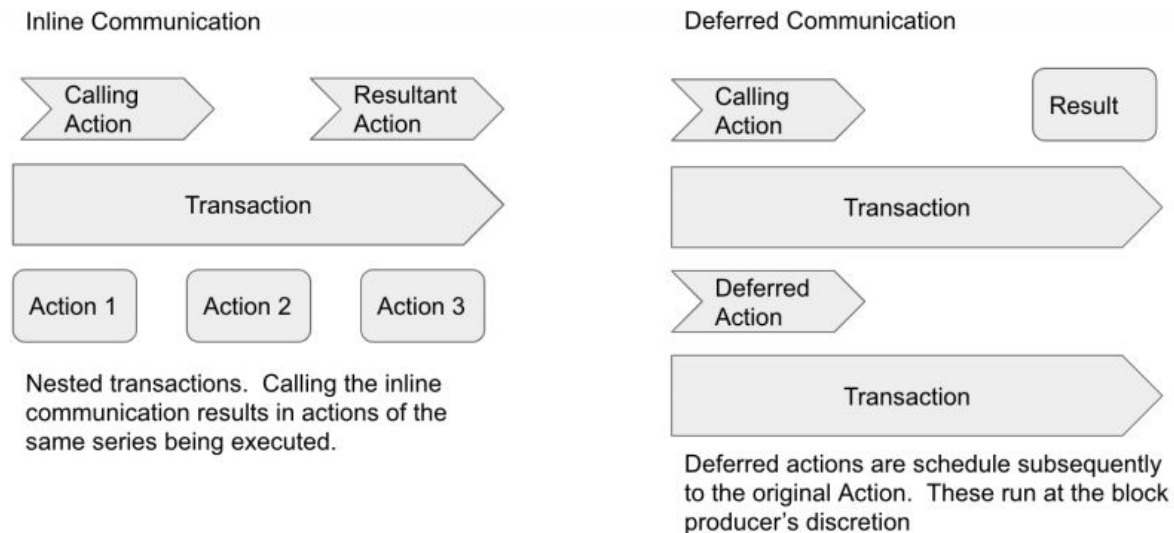 Inline Communication
Calling
Action
Resultant
Action
Transaction
Action 1
Action 2
Action 3
Nested transactions.  Calling the inline
communication results in actions of the
same series being executed.
Deferred Communication
Calling
Action
Result
Transaction
Deferred
Action
Transaction
Deferred actions are schedule subsequently
to the original Action.  These run at the block
producer’s discretion